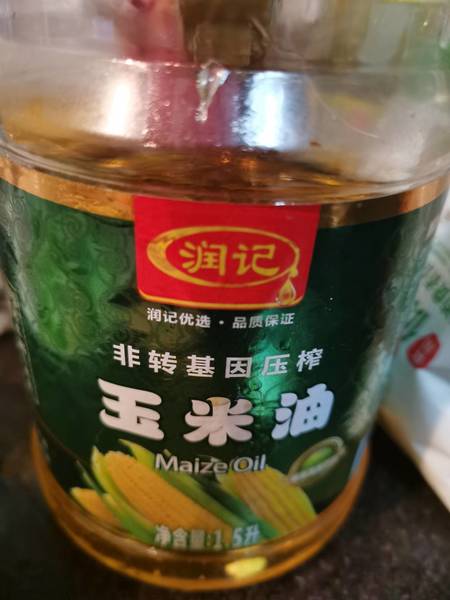 润记
润记优选·品质保证
非转基因压榨
玉米油
Maize Oil
净含量:1.5升